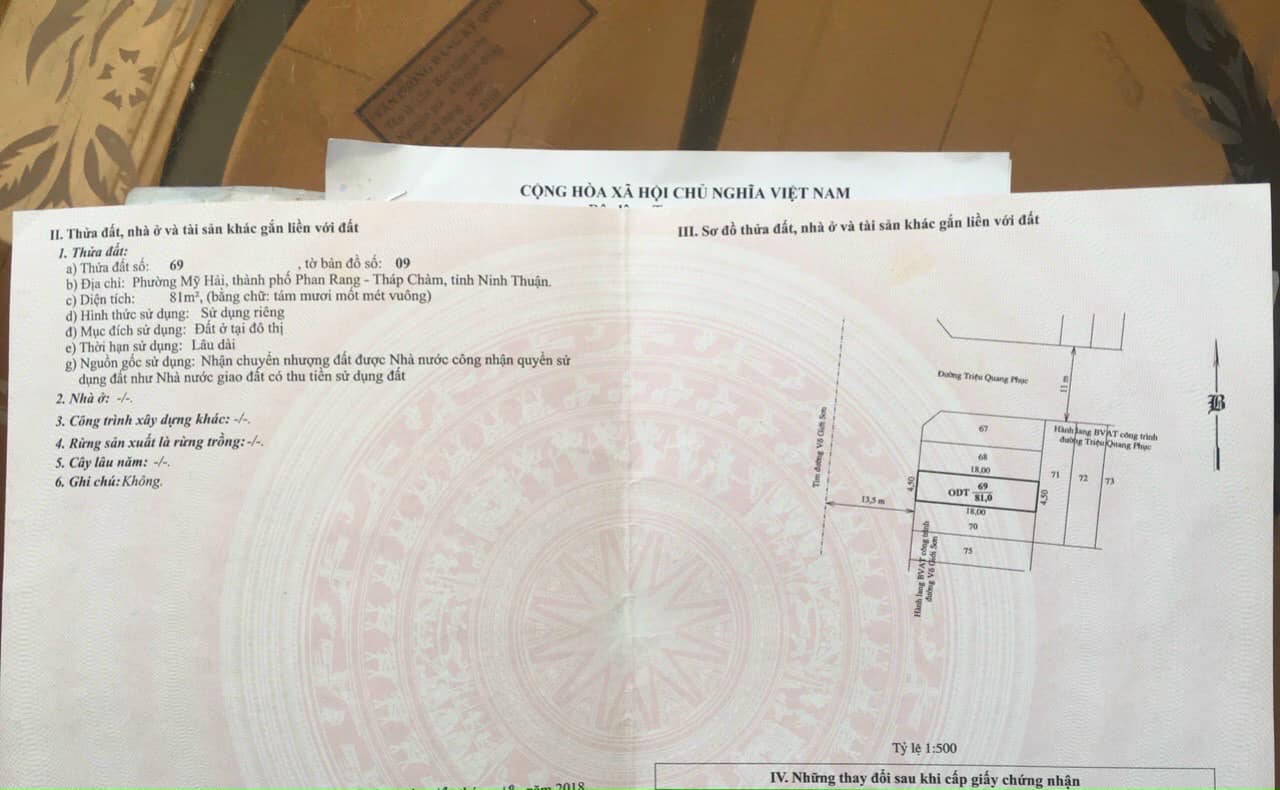 VĂN PHÒNG ĐĂNG KÝ
CỘNG HÒA XÃ HỘI CHỦ NGHĨA VIỆT NAM
II. Thửa đất, nhà ở và tài sản khác gắn liền với đất
1. Thửa đất:
a) Thửa đất số: 69 , tờ bản đồ số: 09
b) Địa chỉ: Phường Mỹ Hải, thành phố Phan Rang - Tháp Chàm, tỉnh Ninh Thuận.
c) Diện tích: 81m², (bằng chữ: tám mươi mốt mét vuông)
d) Hình thức sử dụng: Sử dụng riêng
đ) Mục đích sử dụng: Đất ở tại đô thị
e) Thời hạn sử dụng: Lâu dài
g) Nguồn gốc sử dụng: Nhận chuyển nhượng đất được Nhà nước công nhận quyền sử
dụng đất như Nhà nước giao đất có thu tiền sử dụng đất
2. Nhà ở: -/-.
3. Công trình xây dựng khác: -/-.
4. Rừng sản xuất là rừng trồng: -/-.
5. Cây lâu năm: -/-.
6. Ghi chú: Không.
năm 2018
III. Sơ đồ thửa đất, nhà ở và tài sản khác gắn liền với đất
Đường Triệu Quang Phục
11 m
B
Tim đường Võ Giới Sơn
67
Hành lang BVAT công trình
đường Triệu Quang Phục
68
18,00
71
72
73
4,50
ODT 69
81,0
4,50
13,5 m
18,00
70
75
Hành lang BVAT công trình
đường Võ Giới Sơn
Tỷ lệ 1:500
IV. Những thay đổi sau khi cấp giấy chứng nhận